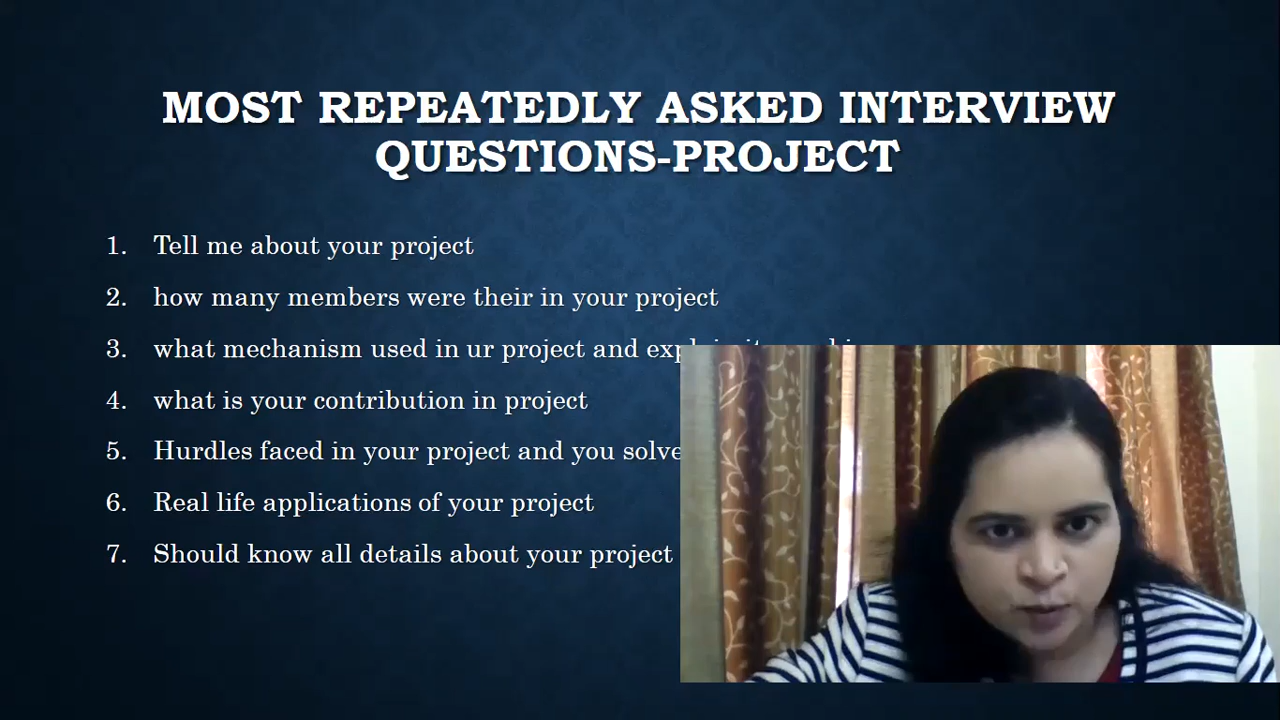 MOST REPEATEDLY ASKED INTERVIEW
QUESTIONS-PROJECT
1. Tell me about your project
2. how many members were their in your project
3. what mechanism used in ur project and
4. what is your contribution in project
5. Hurdles faced in your project and you solve
6. Real life applications of your project
7. Should know all details about your project